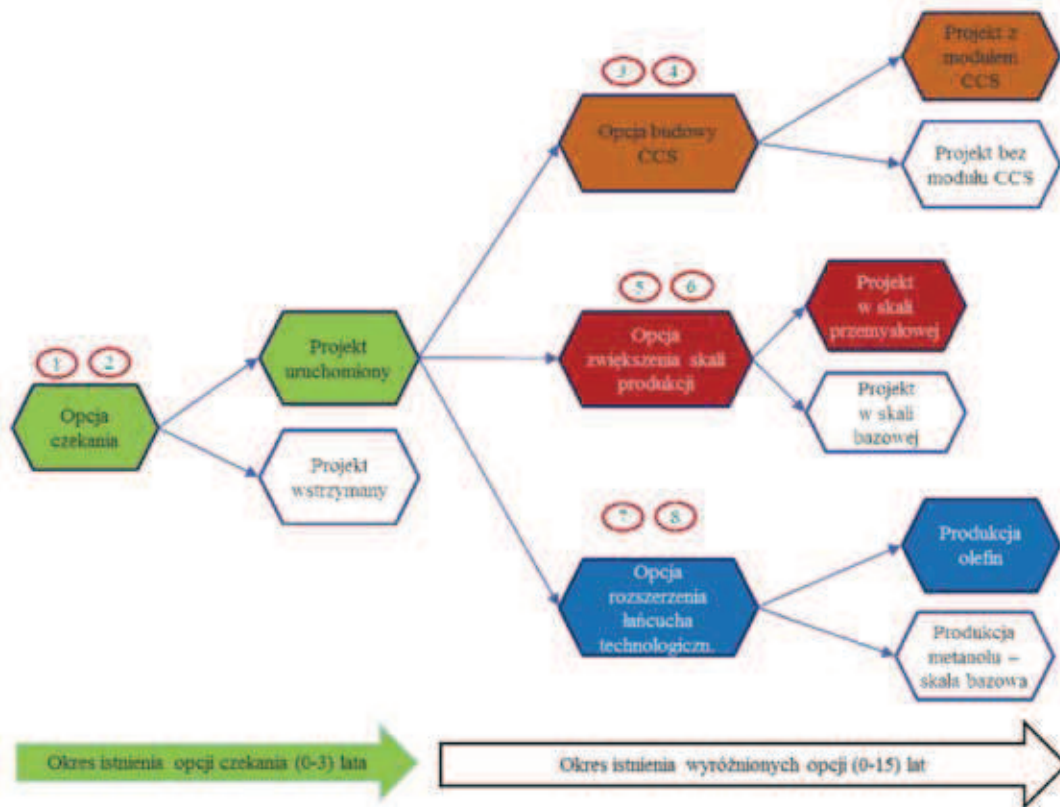 3 4
Opcja budowy
CCS
Projekt z
modułem
CCS
Projekt bez
modułu CCS
1 2
Opcja
czekania
Projekt
uruchomiony
Projekt
wstrzymany
5 6
Opcja
zwiększenia skali
produkcji
Projekt
w skali
przemysłowej
Projekt
w skali
bazowej
7 8
Opcja
rozszerzenia
łańcucha
technologiczn.
Produkcja
olefin
Produkcja
metanolu –
skala bazowa
Okres istnienia opcji czekania (0-3) lata
Okres istnienia wyróżnionych opcji (0-15) lat